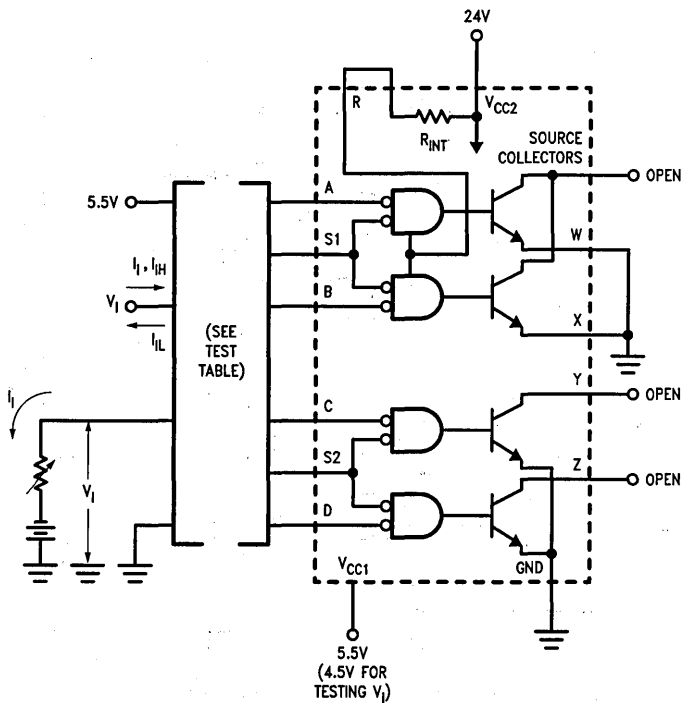 24V
R
VCC2
RINT
SOURCE
COLLECTORS
OPEN
A
5.5V
W
S1
II , IIH
VI
B
IIL
X
(SEE
TEST
TABLE)
Y
OPEN
II
C
VI
S2
Z
OPEN
D
VCC1
GND
5.5V
(4.5V FOR
TESTING VI)